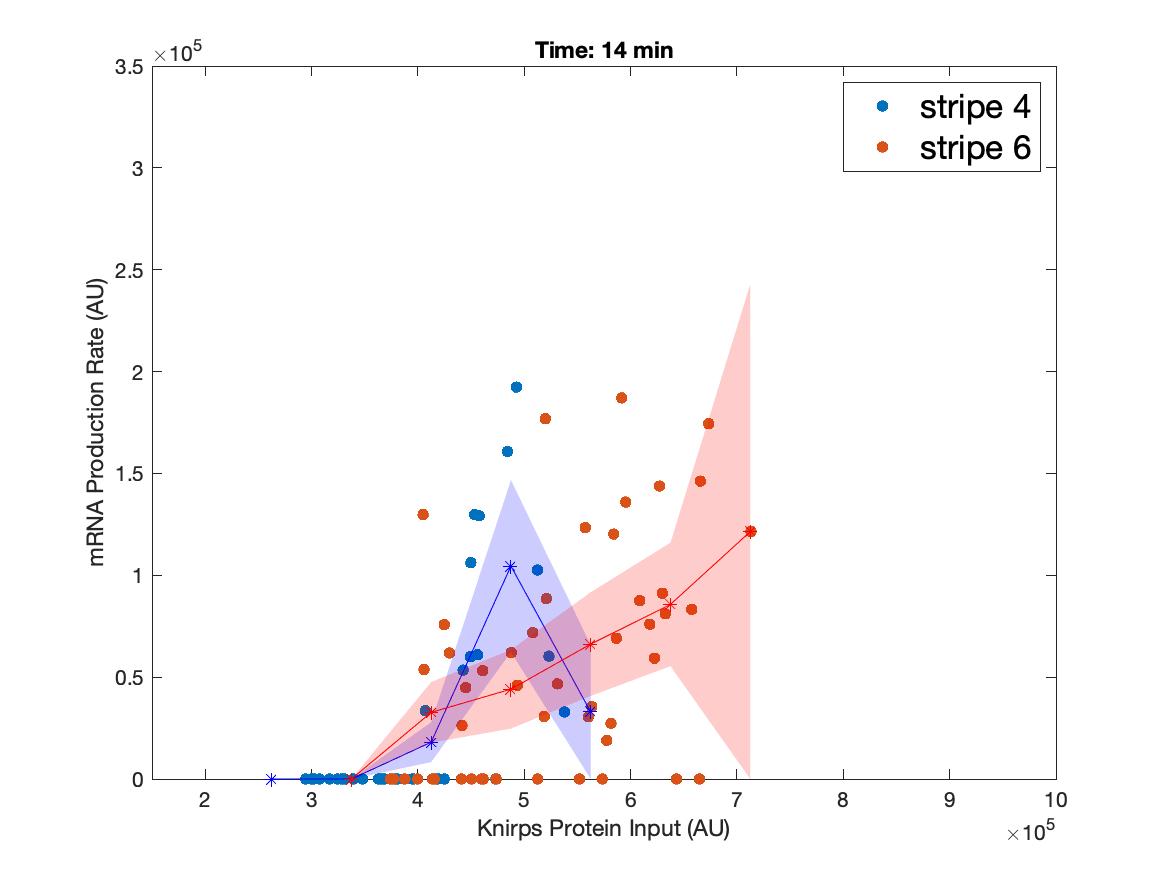 Time: 14 min
×10⁵
3.5
3
2.5
2
1.5
1
0.5
0
mRNA Production Rate (AU)
stripe 4
stripe 6
2 3 4 5 6 7 8 9 10
Knirps Protein Input (AU)
×10⁵